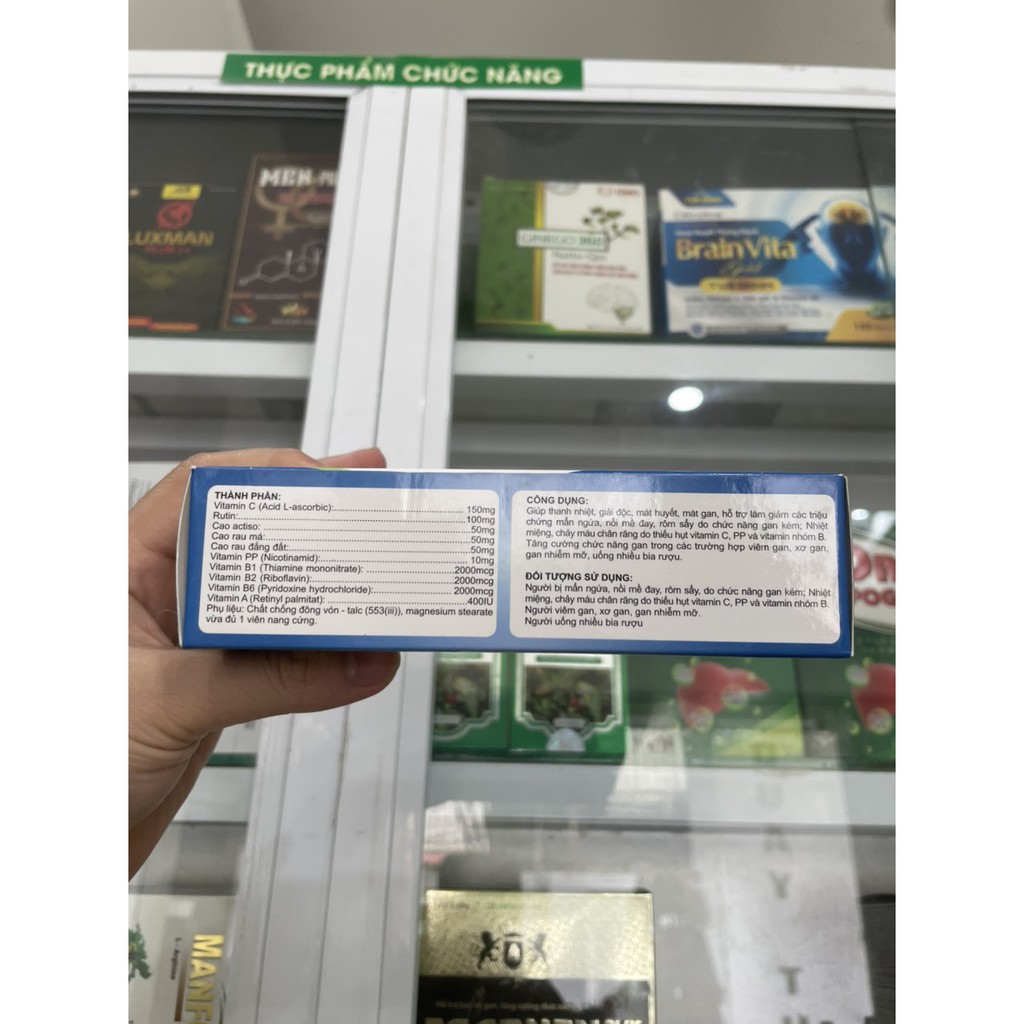 THỰC PHẨM CHỨC NĂNG
LUXMAN
MEN-
GINKGO
BrainVita
Gold
THÀNH PHẦN:
Vitamin C (Acid L-ascorbic):........150mg
Rutin:........100mg
Cao actiso:........50mg
Cao rau má:........50mg
Cao rau đắng đất:........50mg
Vitamin PP (Nicotinamid):........10mg
Vitamin B1 (Thiamine mononitrate):........2000mcg
Vitamin B2 (Riboflavin):........2000mcg
Vitamin B6 (Pyridoxine hydrochloride):........2000mcg
Vitamin A (Retinyl palmitat):........400IU
Phụ liệu: Chất chống đông vón - talc (553(iii)), magnesium stearate
vừa đủ 1 viên nang cứng.
CÔNG DỤNG:
Giúp thanh nhiệt, giải độc, mát huyết, mát gan, hỗ trợ làm giảm các triệu
chứng mẩn ngứa, nổi mề đay, rôm sẩy do chức năng gan kém; Nhiệt
miệng, chảy máu chân răng do thiếu hụt vitamin C, PP và vitamin nhóm B.
Tăng cường chức năng gan trong các trường hợp viêm gan, xơ gan,
gan nhiễm mỡ, uống nhiều bia rượu.
ĐỐI TƯỢNG SỬ DỤNG:
Người bị mẩn ngứa, nổi mề đay, rôm sẩy, do chức năng gan kém; Nhiệt
miệng, chảy máu chân răng do thiếu hụt vitamin C, PP và vitamin nhóm B.
Người viêm gan, xơ gan, gan nhiễm mỡ.
Người uống nhiều bia rượu
MANF
L- Arginine